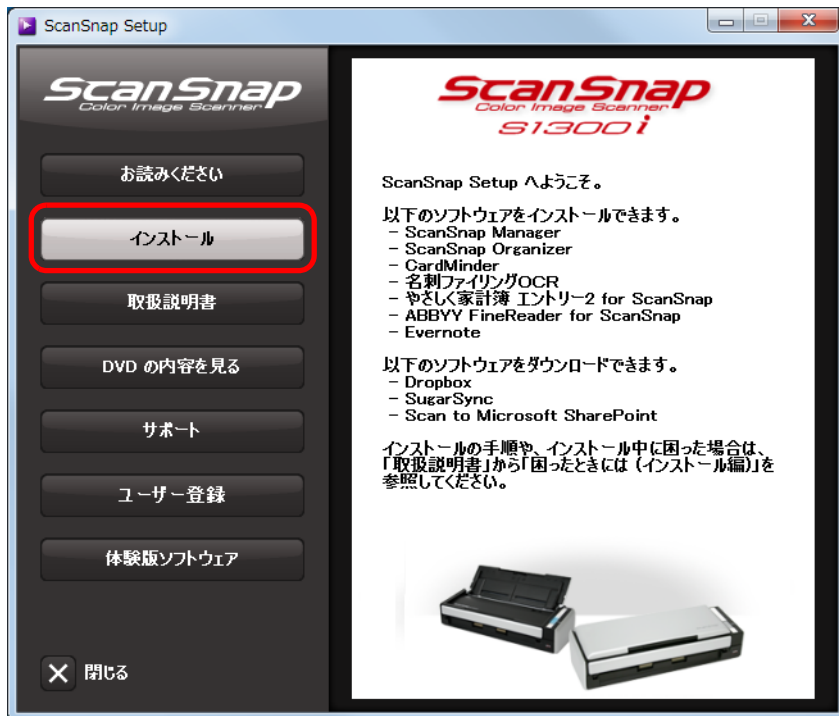 ScanSnap Setup
ScanSnap
Color Image Scanner
お読みください
インストール
取扱説明書
DVD の内容を見る
サポート
ユーザー登録
体験版ソフトウェア
閉じる
ScanSnap
Color Image Scanner
S1300i
ScanSnap Setup へようこそ。
以下のソフトウェアをインストールできます。
- ScanSnap Manager
- ScanSnap Organizer
- CardMinder
- 名刺ファイリングOCR
- やさしく家計簿 エントリー2 for ScanSnap
- ABBYY FineReader for ScanSnap
- Evernote
以下のソフトウェアをダウンロードできます。
- Dropbox
- SugarSync
- Scan to Microsoft SharePoint
インストールの手順や、インストール中に困った場合は、
「取扱説明書」から「困ったときには (インストール編)」を
参照してください。